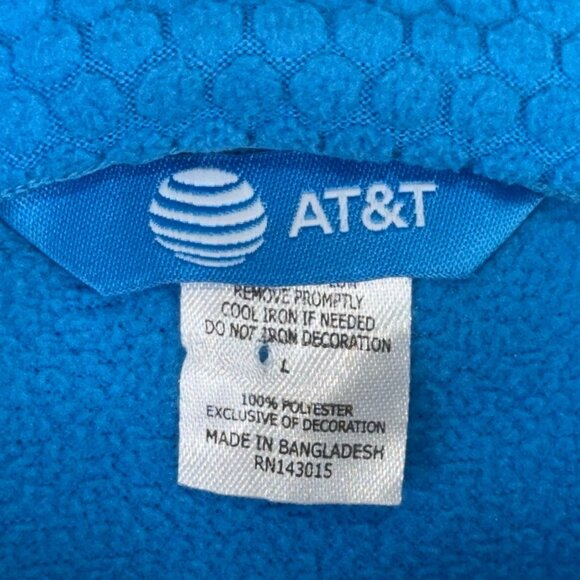 AT&T
REMOVE PROMPTLY
COOL IRON IF NEEDED
DO NOT IRON DECORATION
L
100% POLYESTER
EXCLUSIVE OF DECORATION
MADE IN BANGLADESH
RN143015